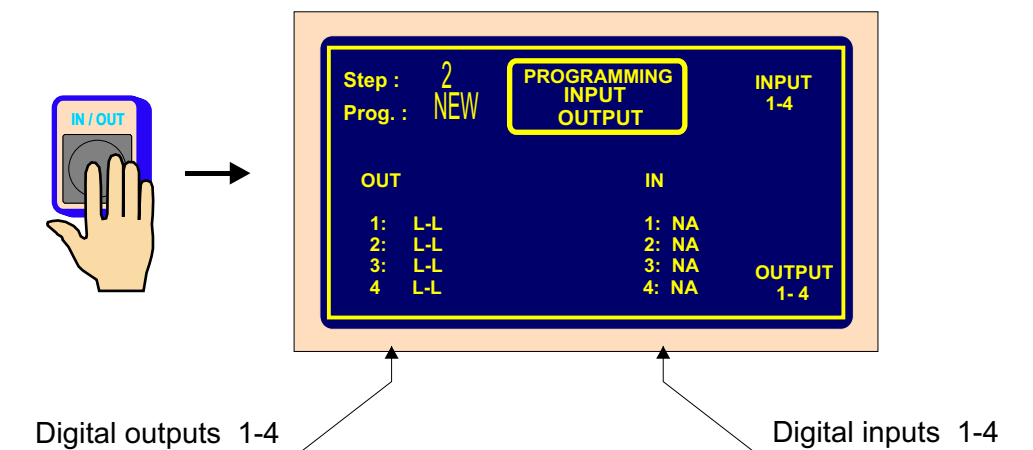 IN / OUT
Step : 2
Prog. : NEW
PROGRAMMING
INPUT
OUTPUT
INPUT
1-4
OUT
1: L-L
2: L-L
3: L-L
4 L-L
IN
1: NA
2: NA
3: NA
4: NA
OUTPUT
1- 4
Digital outputs 1-4
Digital inputs 1-4